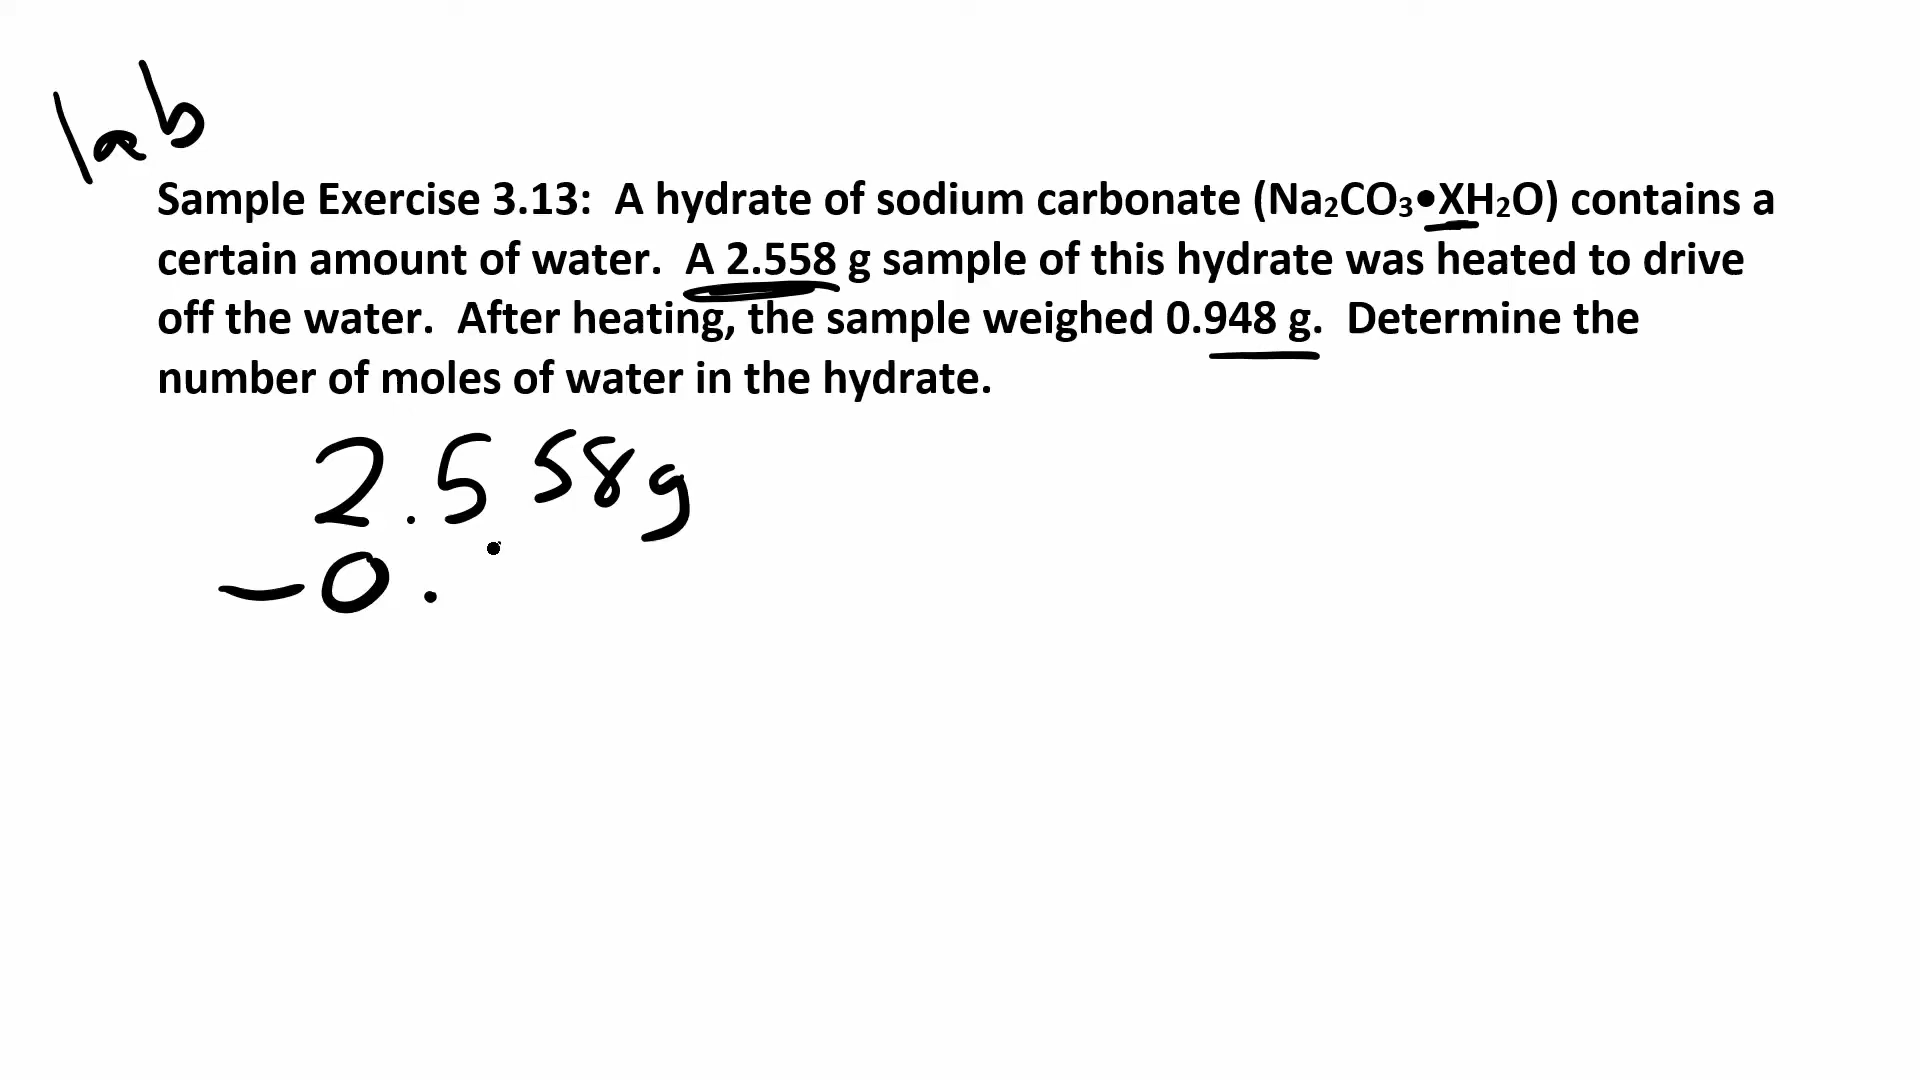 lab
Sample Exercise 3.13: A hydrate of sodium carbonate (Na₂CO₃•XH₂O) contains a
certain amount of water. A 2.558 g sample of this hydrate was heated to drive
off the water. After heating, the sample weighed 0.948 g. Determine the
number of moles of water in the hydrate.
2.558g
-0.